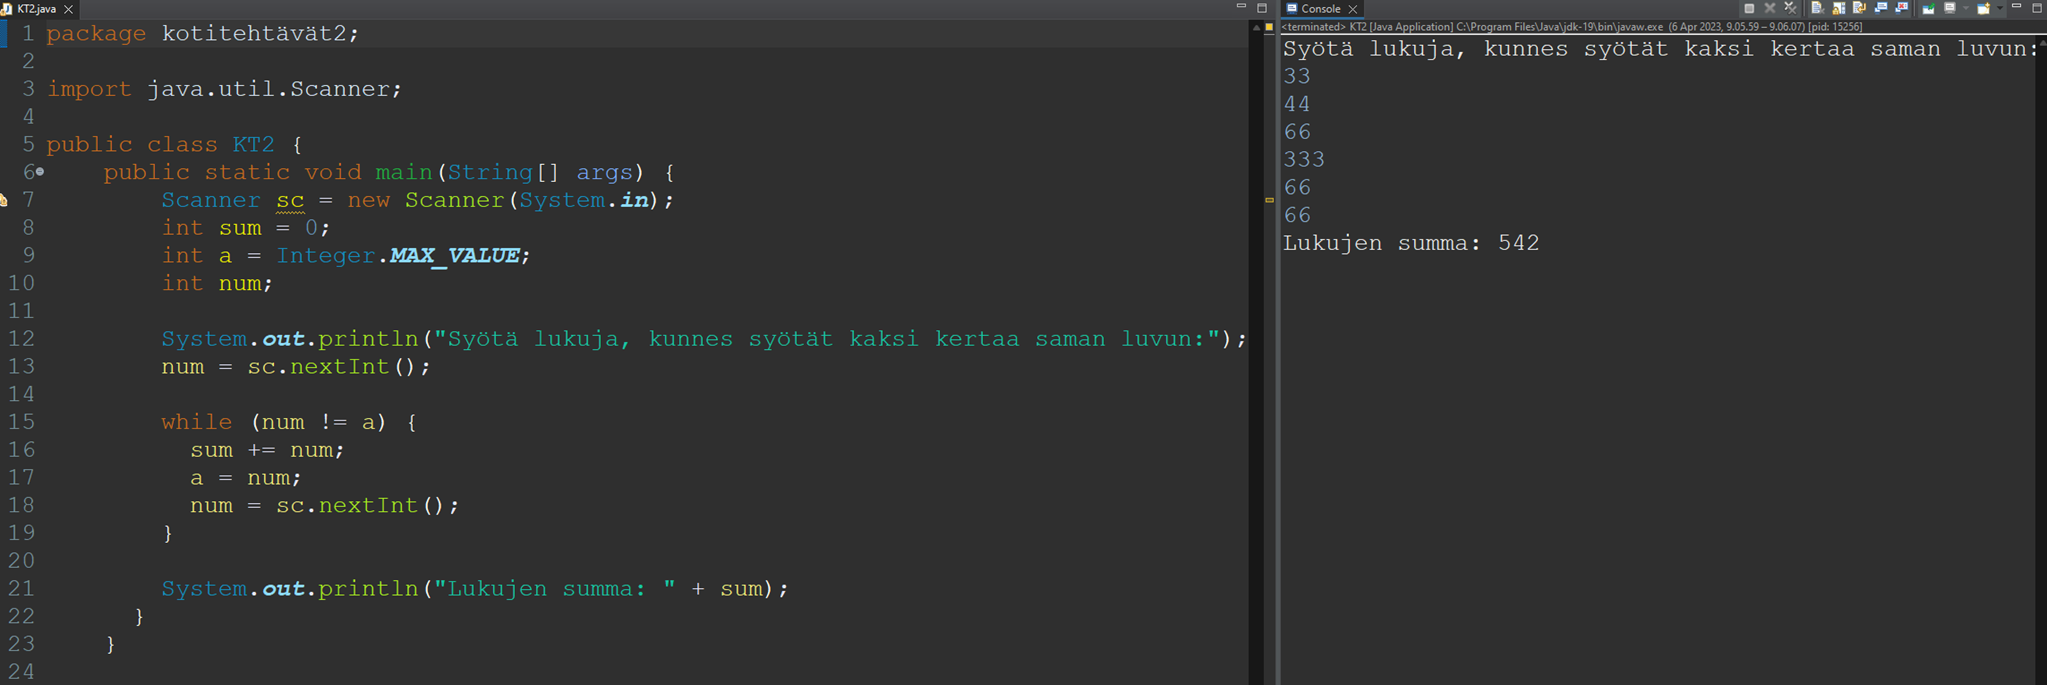 KT2.java
1 package kotitehtävät2;
2
3 import java.util.Scanner;
4
5 public class KT2 {
6 public static void main(String[] args) {
7 Scanner sc = new Scanner(System.in);
8 int sum = 0;
9 int a = Integer.MAX_VALUE;
10 int num;
11
12 System.out.println("Syötä lukuja, kunnes syötät kaksi kertaa saman luvun:");
13 num = sc.nextInt();
14
15 while (num != a) {
16 sum += num;
17 a = num;
18 num = sc.nextInt();
19 }
20
21 System.out.println("Lukujen summa: " + sum);
22 }
23 }
24
Console
<terminated> KT2 [Java Application] C:\Program Files\Java\jdk-19\bin\javaw.exe (6 Apr 2023, 9.05.59 – 9.06.07) [pid: 15256]
Syötä lukuja, kunnes syötät kaksi kertaa saman luvun:
33
44
66
333
66
66
Lukujen summa: 542